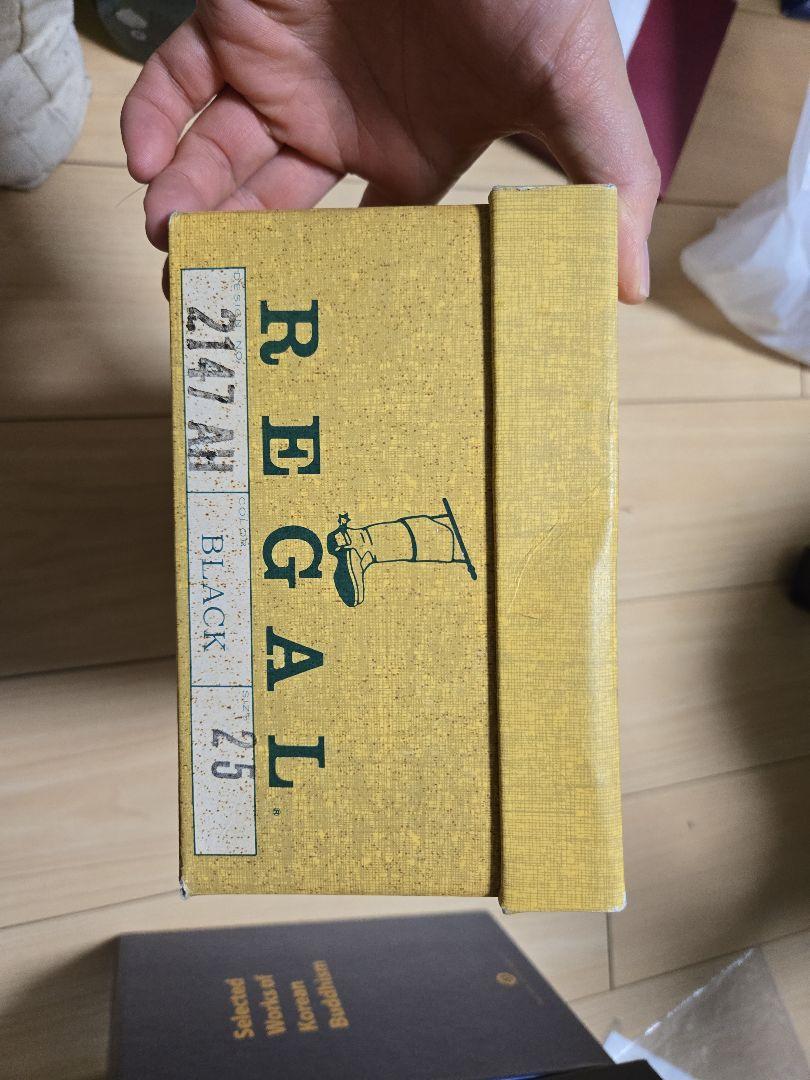 REGAL®
DESIGN NO.
2147 AH
COLOR
BLACK
SIZE
25
Selected
Works of
Korean
Buddhism